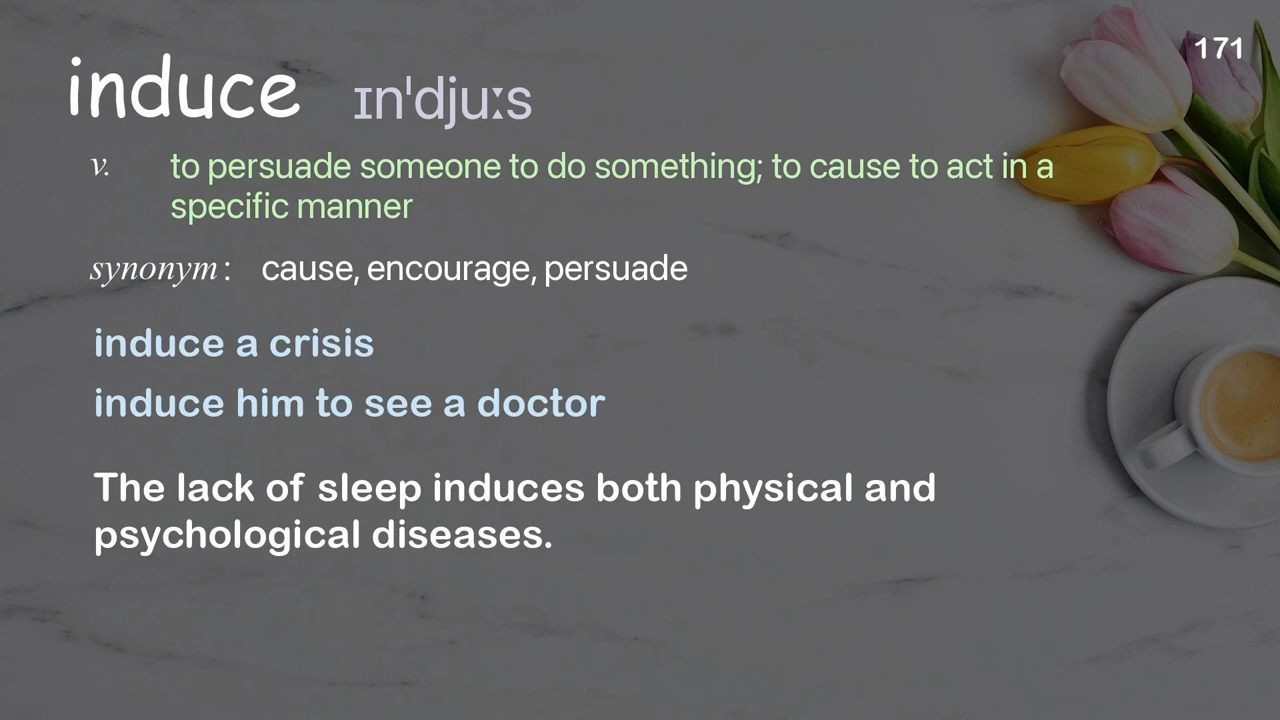 171
induce ɪnˈdjuːs
v. to persuade someone to do something; to cause to act in a
specific manner
synonym: cause, encourage, persuade
induce a crisis
induce him to see a doctor
The lack of sleep induces both physical and
psychological diseases.